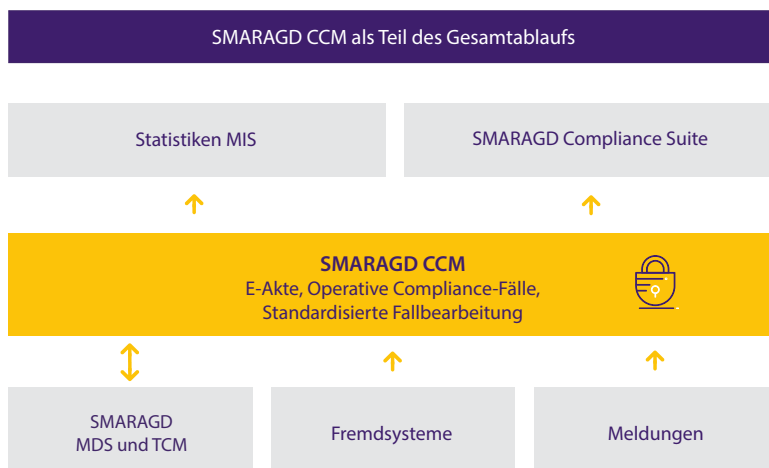 SMARAGD CCM als Teil des Gesamtablaufs
Statistiken MIS
SMARAGD Compliance Suite
SMARAGD CCM
E-Akte, Operative Compliance-Fälle,
Standardisierte Fallbearbeitung
SMARAGD
MDS und TCM
Fremdsysteme
Meldungen